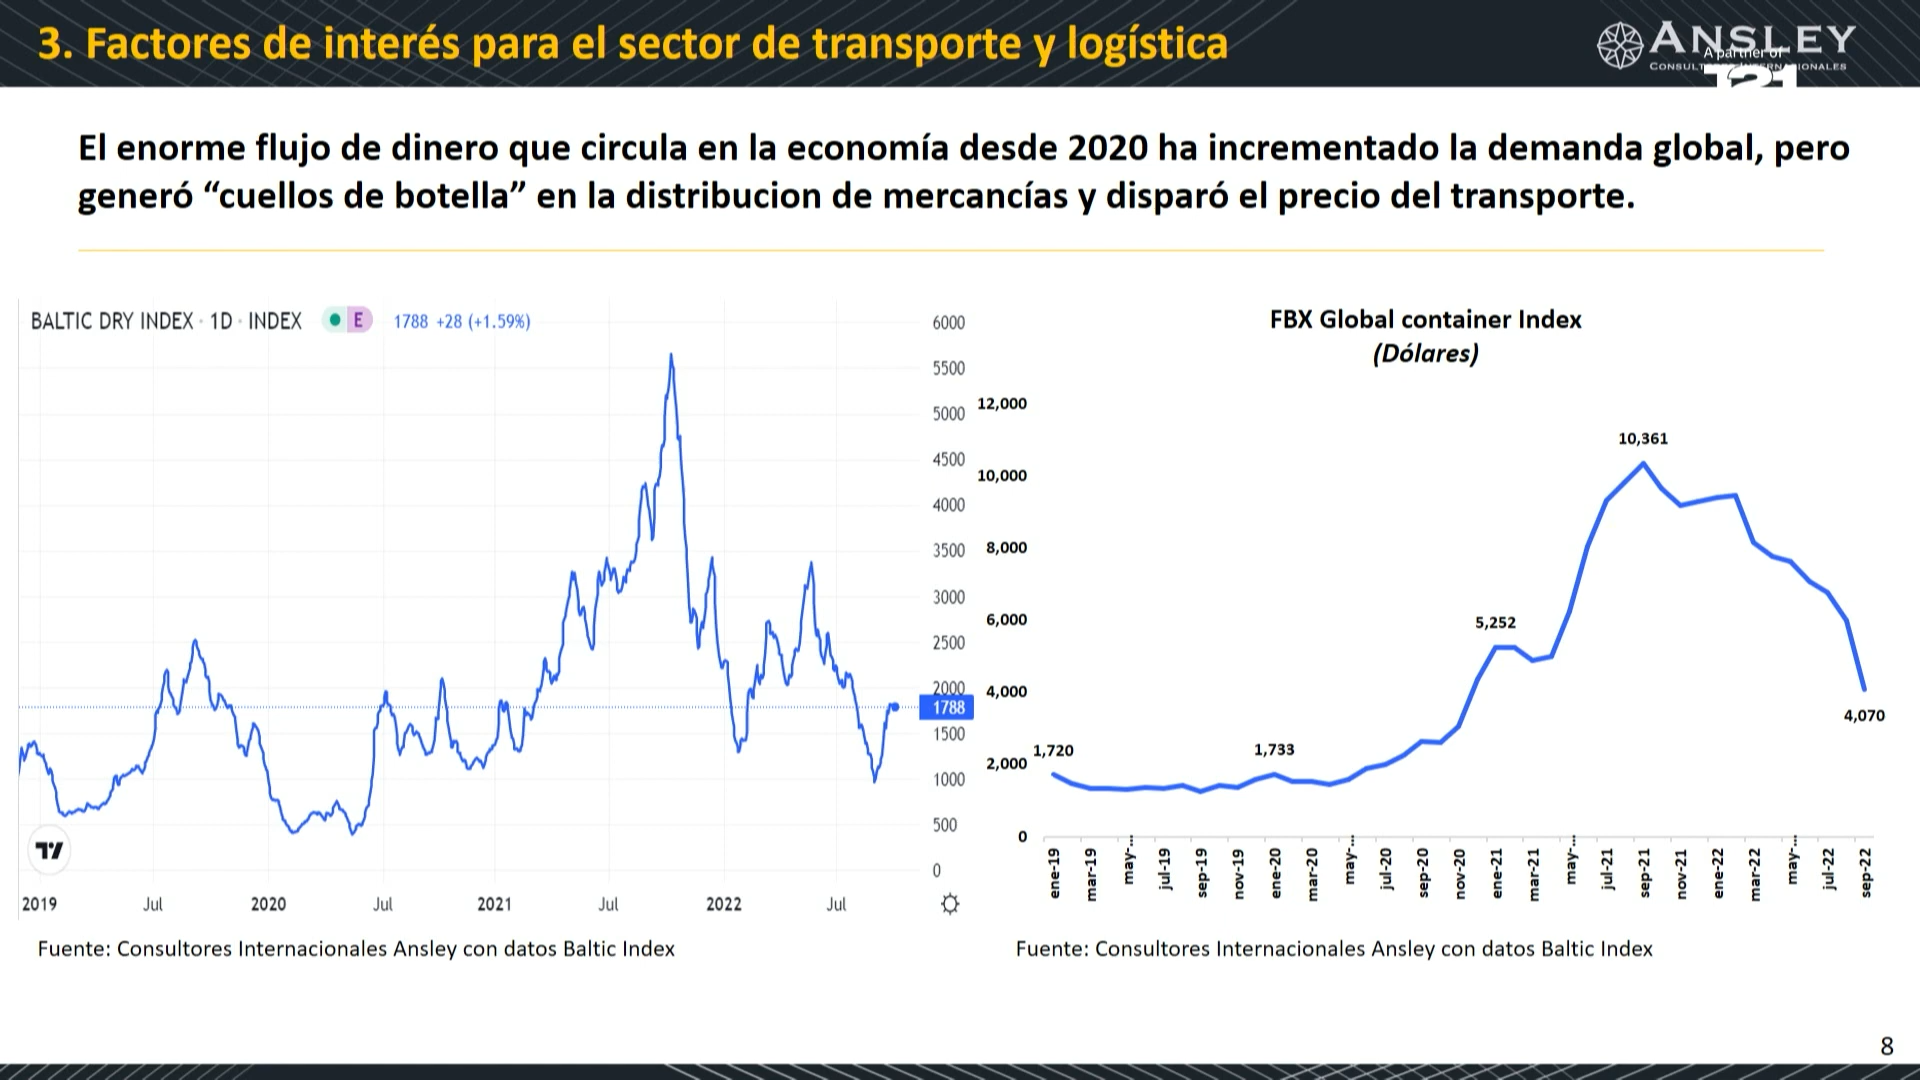 3. Factores de interés para el sector de transporte y logística
ANSLEY
A partner of
T21
El enorme flujo de dinero que circula en la economía desde 2020 ha incrementado la demanda global, pero
generó “cuellos de botella” en la distribucion de mercancías y disparó el precio del transporte.
BALTIC DRY INDEX · 1D · INDEX E 1788 +28 (+1.59%)
6000
5500
5000
4500
4000
3500
3000
2500
2000
1788
1500
1000
500
0
2019 Jul 2020 Jul 2021 Jul 2022 Jul
Fuente: Consultores Internacionales Ansley con datos Baltic Index
FBX Global container Index
(Dólares)
12,000
10,000
8,000
6,000
4,000
2,000
0
1,720
1,733
5,252
10,361
4,070
ene-19
mar-19
may-...
jul-19
sep-19
nov-19
ene-20
mar-20
may-...
jul-20
sep-20
nov-20
ene-21
mar-21
may-...
jul-21
sep-21
nov-21
ene-22
mar-22
may-...
jul-22
sep-22
Fuente: Consultores Internacionales Ansley con datos Baltic Index
8